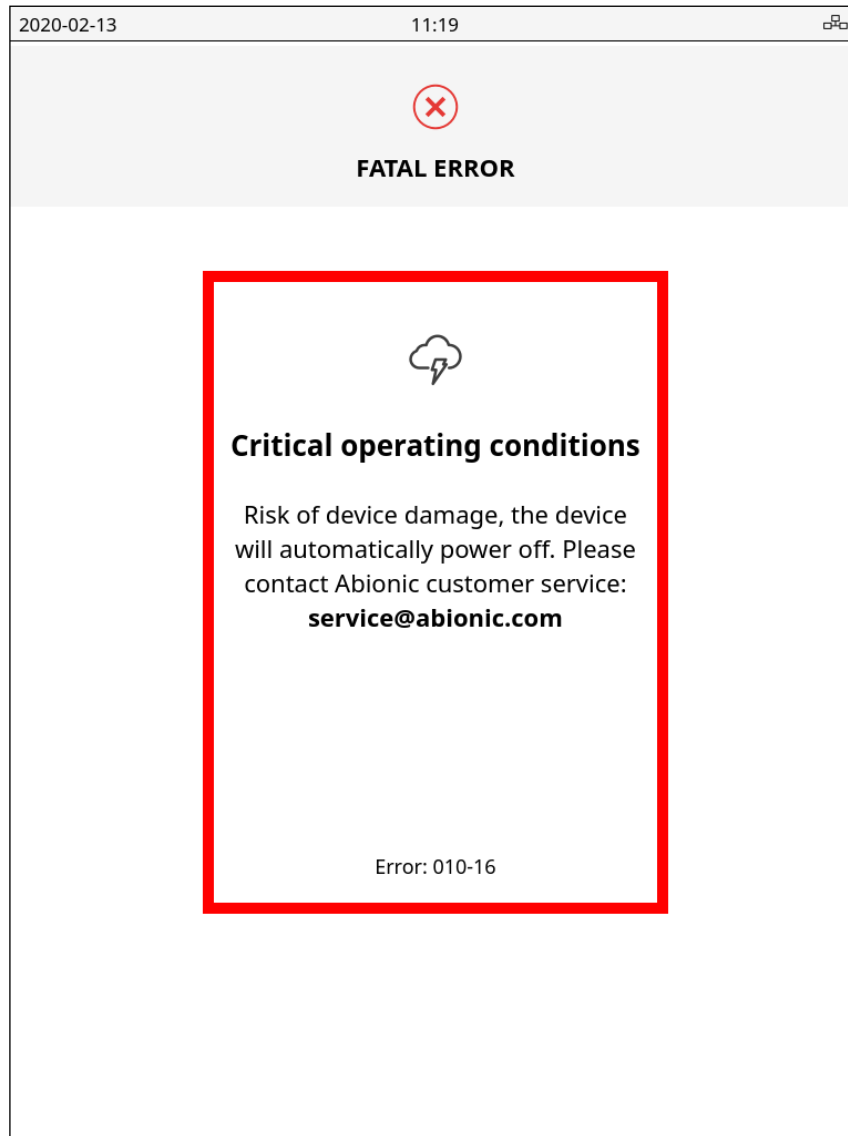 2020-02-13 11:19
FATAL ERROR
Critical operating conditions
Risk of device damage, the device
will automatically power off. Please
contact Abionic customer service:
service@abionic.com
Error: 010-16